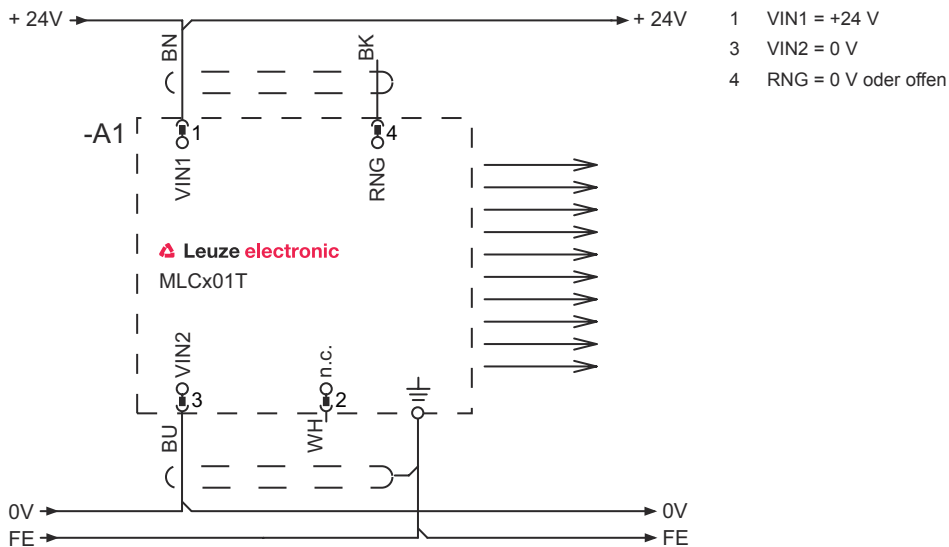 + 24V
+ 24V
1 VIN1 = +24 V
3 VIN2 = 0 V
4 RNG = 0 V oder offen
BN
BK
-A1
1
4
VIN1
RNG
Leuze electronic
MLCx01T
VIN2
n.c.
3
2
BU
WH
0V
0V
FE
FE